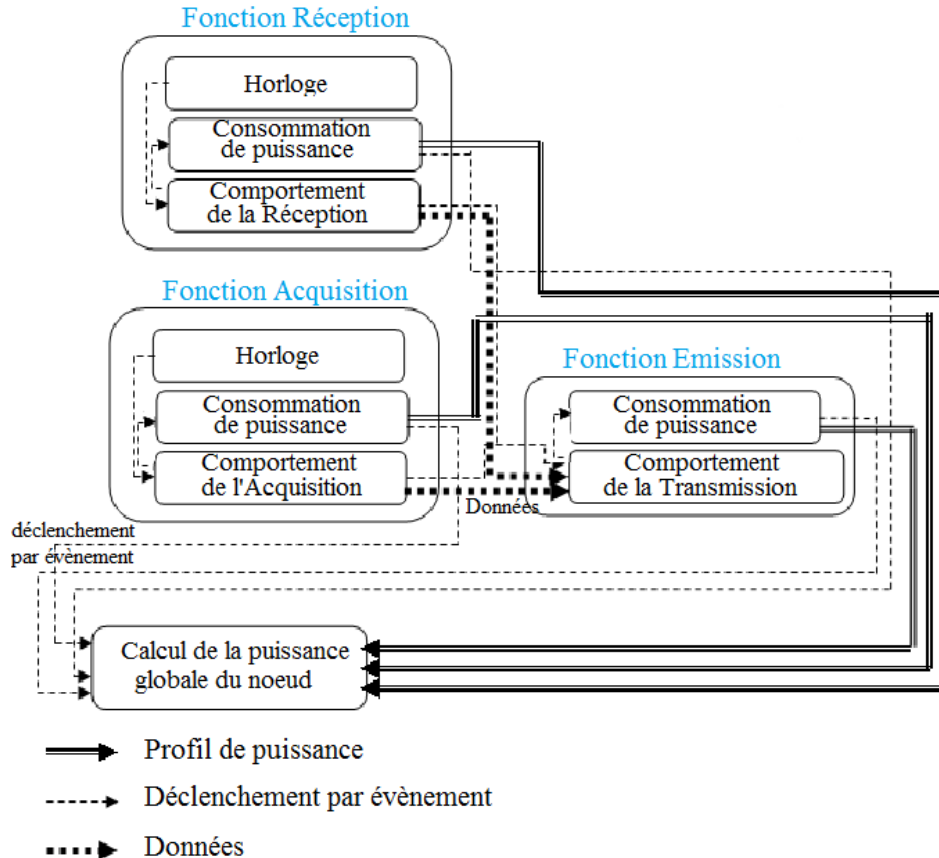 Fonction Réception
Horloge
Consommation
de puissance
Comportement
de la Réception
Fonction Acquisition
Horloge
Consommation
de puissance
Comportement
de l'Acquisition
Fonction Emission
Consommation
de puissance
Comportement
de la Transmission
Données
déclenchement
par évènement
Calcul de la puissance
globale du noeud
Profil de puissance
Déclenchement par évènement
Données